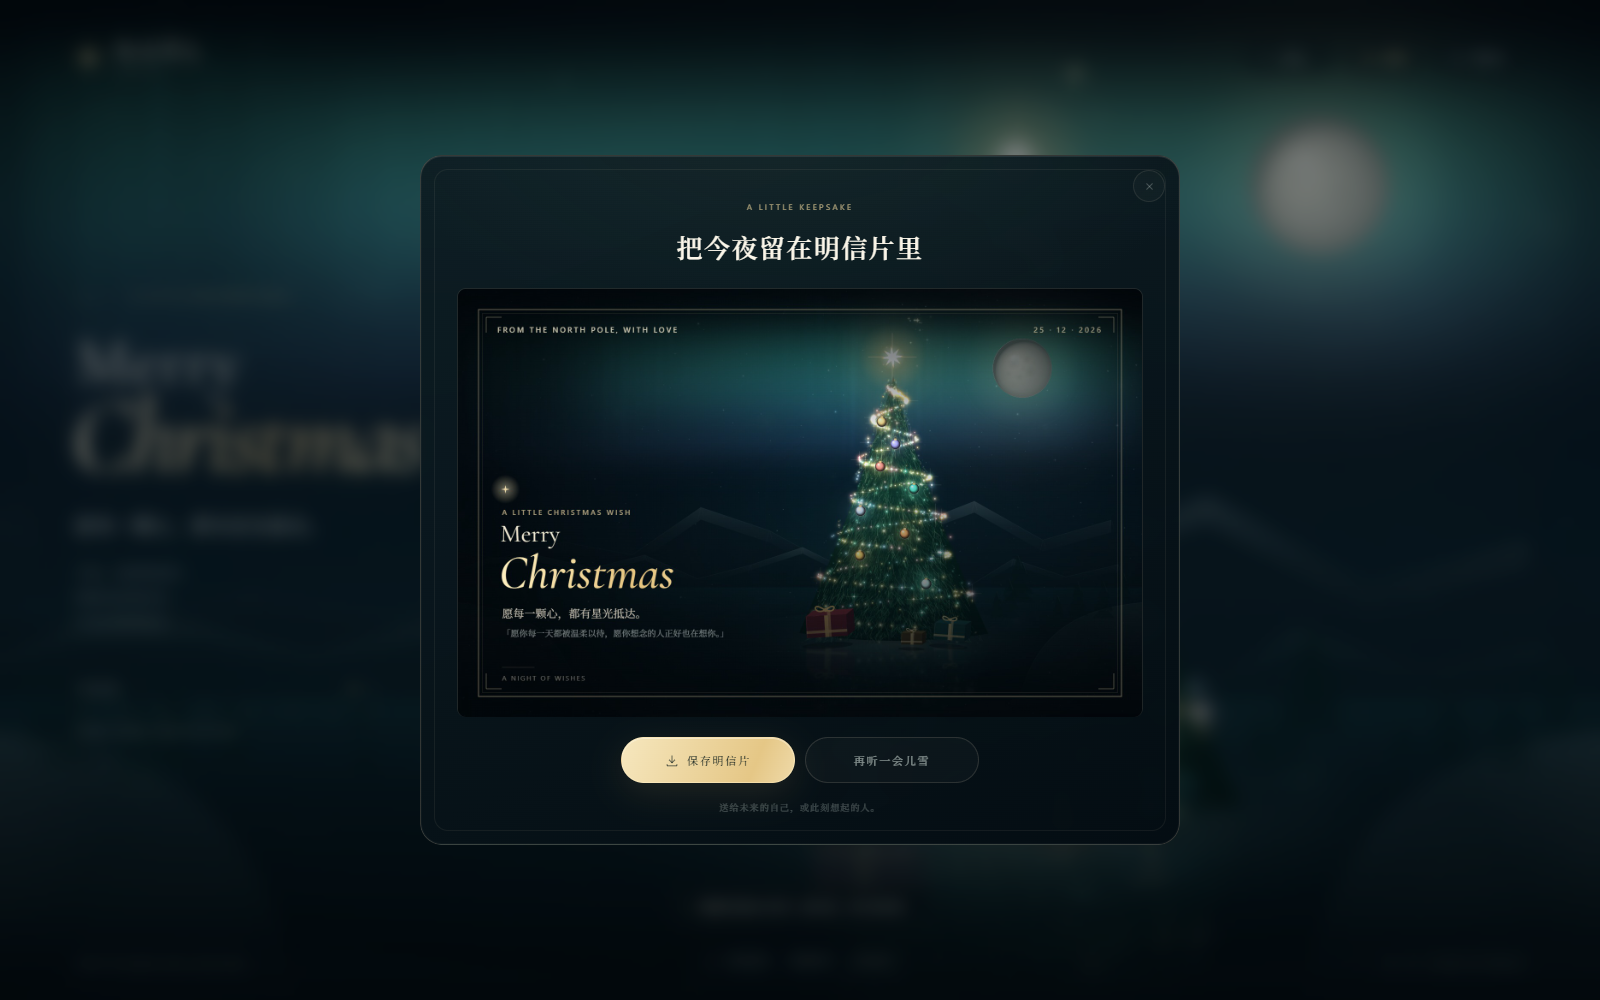 A LITTLE KEEPSAKE
把今夜留在明信片里
FROM THE NORTH POLE, WITH LOVE
25 · 12 · 2026
A LITTLE CHRISTMAS WISH
Merry
Christmas
愿每一颗心，都有星光抵达。
「愿你每一天都被温柔以待，愿你想念的人正好也在想你。」
A NIGHT OF WISHES
保存明信片
再听一会儿雪
送给未来的自己，或此刻想起的人。
Merry
Christmas